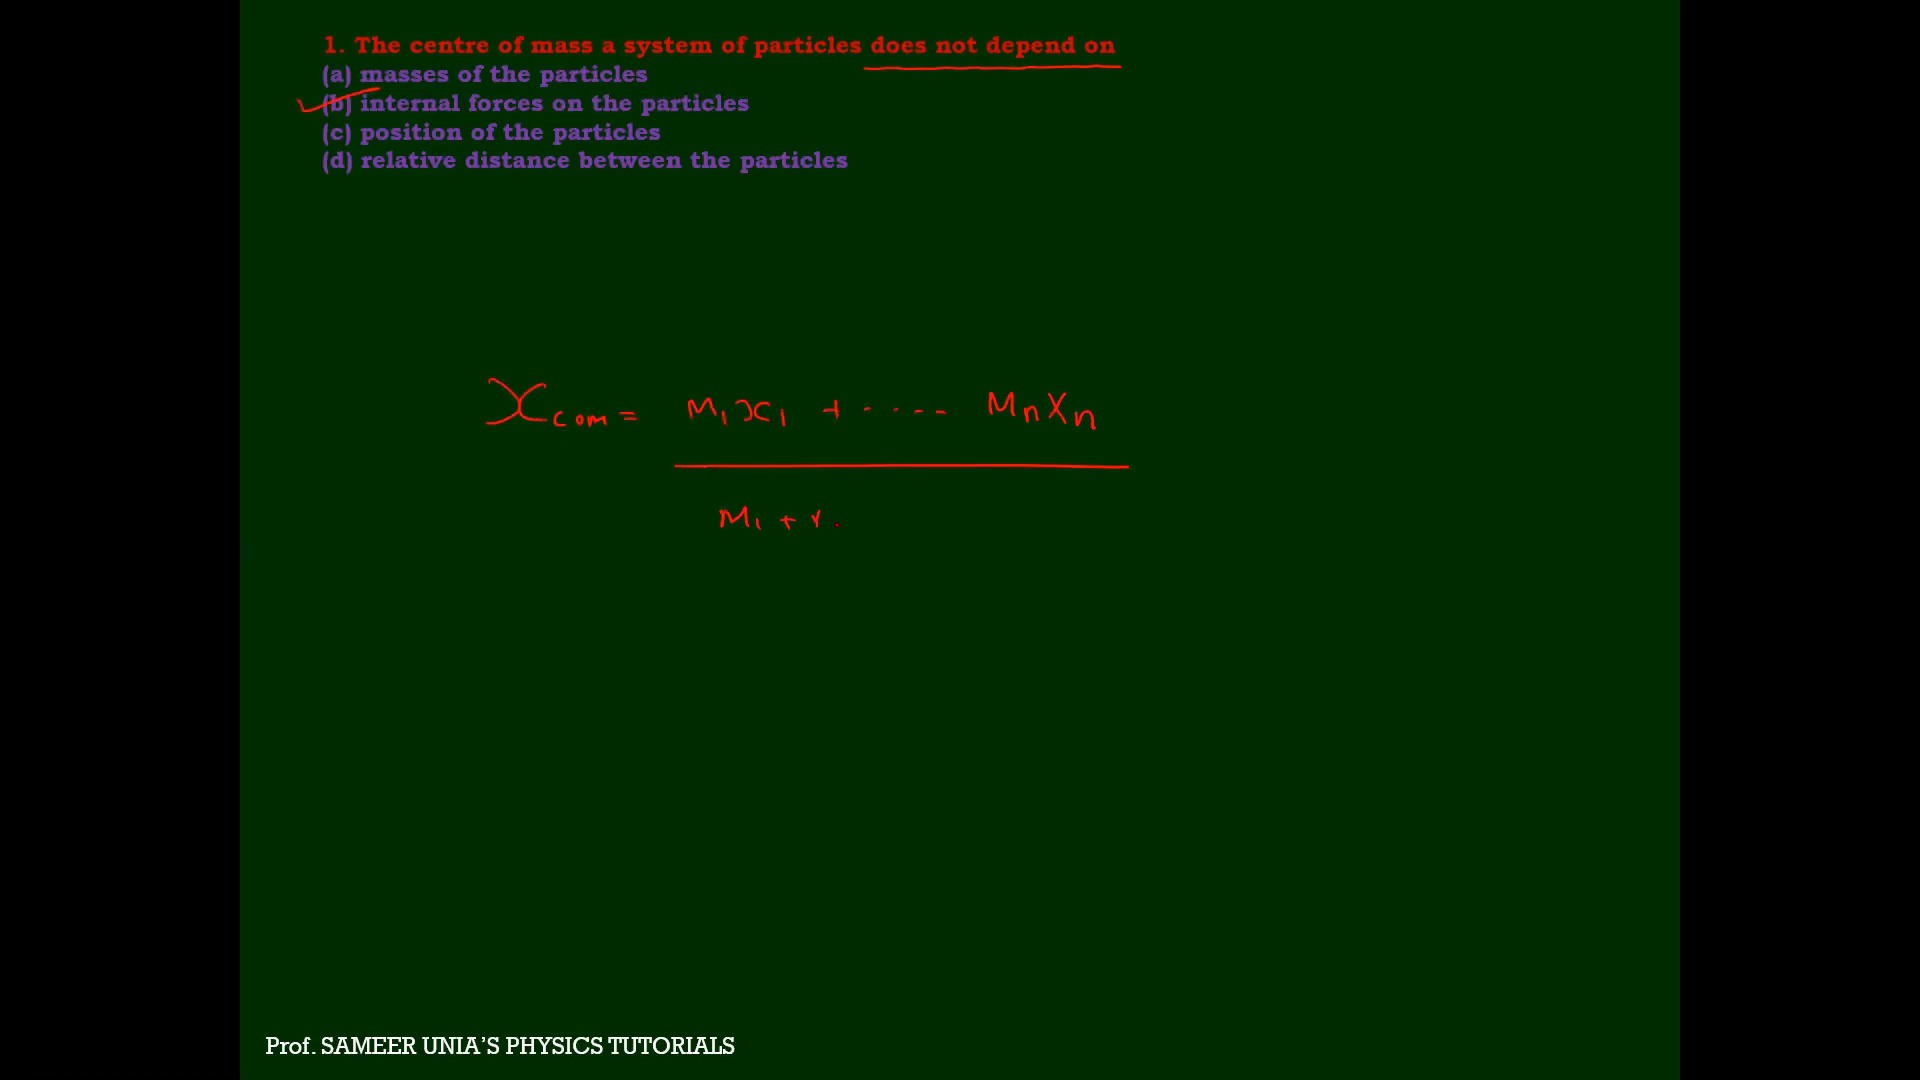 1. The centre of mass a system of particles does not depend on
(a) masses of the particles
(b) internal forces on the particles
(c) position of the particles
(d) relative distance between the particles
X com = M1x1 + ..... MnXn
M1 +
Prof. SAMEER UNIA'S PHYSICS TUTORIALS